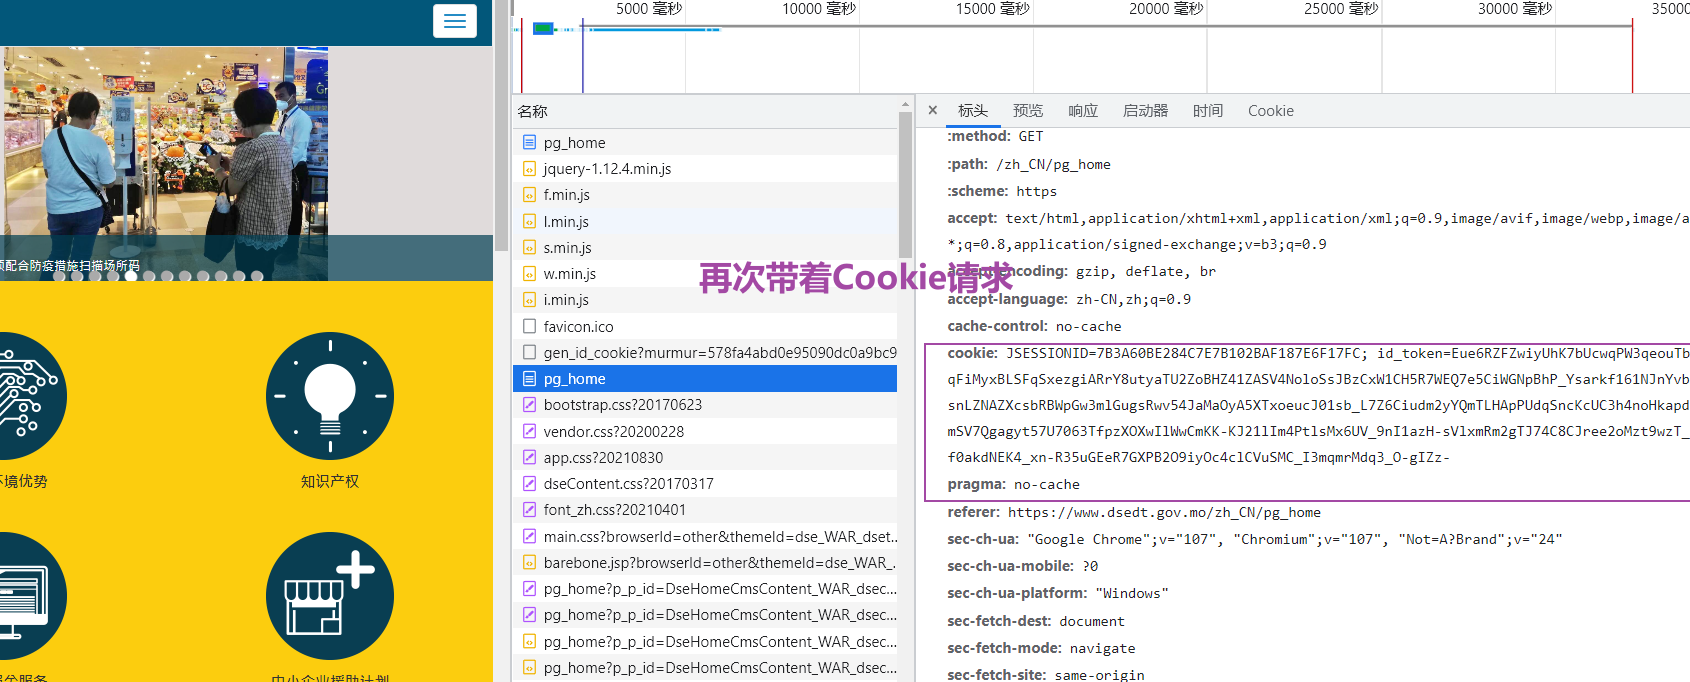 5000 毫秒
10000 毫秒
15000 毫秒
20000 毫秒
25000 毫秒
30000 毫秒
35000
配合防疫措施扫描场所码
环境优势
知识产权
中小企业援助计划
名称
pg_home
jquery-1.12.4.min.js
f.min.js
l.min.js
s.min.js
w.min.js
i.min.js
favicon.ico
gen_id_cookie?murmur=578fa4abd0e95090dc0a9bc9
pg_home
bootstrap.css?20170623
vendor.css?20200228
app.css?20210830
dseContent.css?20170317
font_zh.css?20210401
main.css?browserId=other&themeId=dse_WAR_dset...
barebone.jsp?browserId=other&themeId=dse_WAR_...
pg_home?p_p_id=DseHomeCmsContent_WAR_dsec...
pg_home?p_p_id=DseHomeCmsContent_WAR_dsec...
pg_home?p_p_id=DseHomeCmsContent_WAR_dsec...
pg_home?p_p_id=DseHomeCmsContent_WAR_dsec...
再次带着Cookie请求
× 标头 预览 响应 启动器 时间 Cookie
:method: GET
:path: /zh_CN/pg_home
:scheme: https
accept: text/html,application/xhtml+xml,application/xml;q=0.9,image/avif,image/webp,image/a
*;q=0.8,application/signed-exchange;v=b3;q=0.9
accept-encoding: gzip, deflate, br
accept-language: zh-CN,zh;q=0.9
cache-control: no-cache
cookie: JSESSIONID=7B3A60BE284C7E7B102BAF187E6F17FC; id_token=Eue6RZFZwiyUhK7bUcwqPW3qeouTb
qFiMyxBLSFqSxezgiARrY8utyaTU2ZoBHZ41ZASV4NoloSsJBzCxW1CH5R7WEQ7e5CiWGNpBhP_Ysarkf161NJnYvb
snLZNAZXcsbRBWpGw3mlGugsRwv54JaMaOyA5XTxoeucJ01sb_L7Z6Ciudm2yYQmTLHApPUdqSncKcUC3h4noHkapd
mSV7Qgagyt57U7063TfpzXOXwIlWwCmKK-KJ21lIm4PtlsMx6UV_9nI1azH-sVlxmRm2gTJ74C8CJree2oMzt9wzT_
f0akdNEK4_xn-R35uGEeR7GXPB2O9iyOc4clCVuSMC_I3mqmrMdq3_O-gIZz-
pragma: no-cache
referer: https://www.dsedt.gov.mo/zh_CN/pg_home
sec-ch-ua: "Google Chrome";v="107", "Chromium";v="107", "Not=A?Brand";v="24"
sec-ch-ua-mobile: ?0
sec-ch-ua-platform: "Windows"
sec-fetch-dest: document
sec-fetch-mode: navigate
sec-fetch-site: same-origin